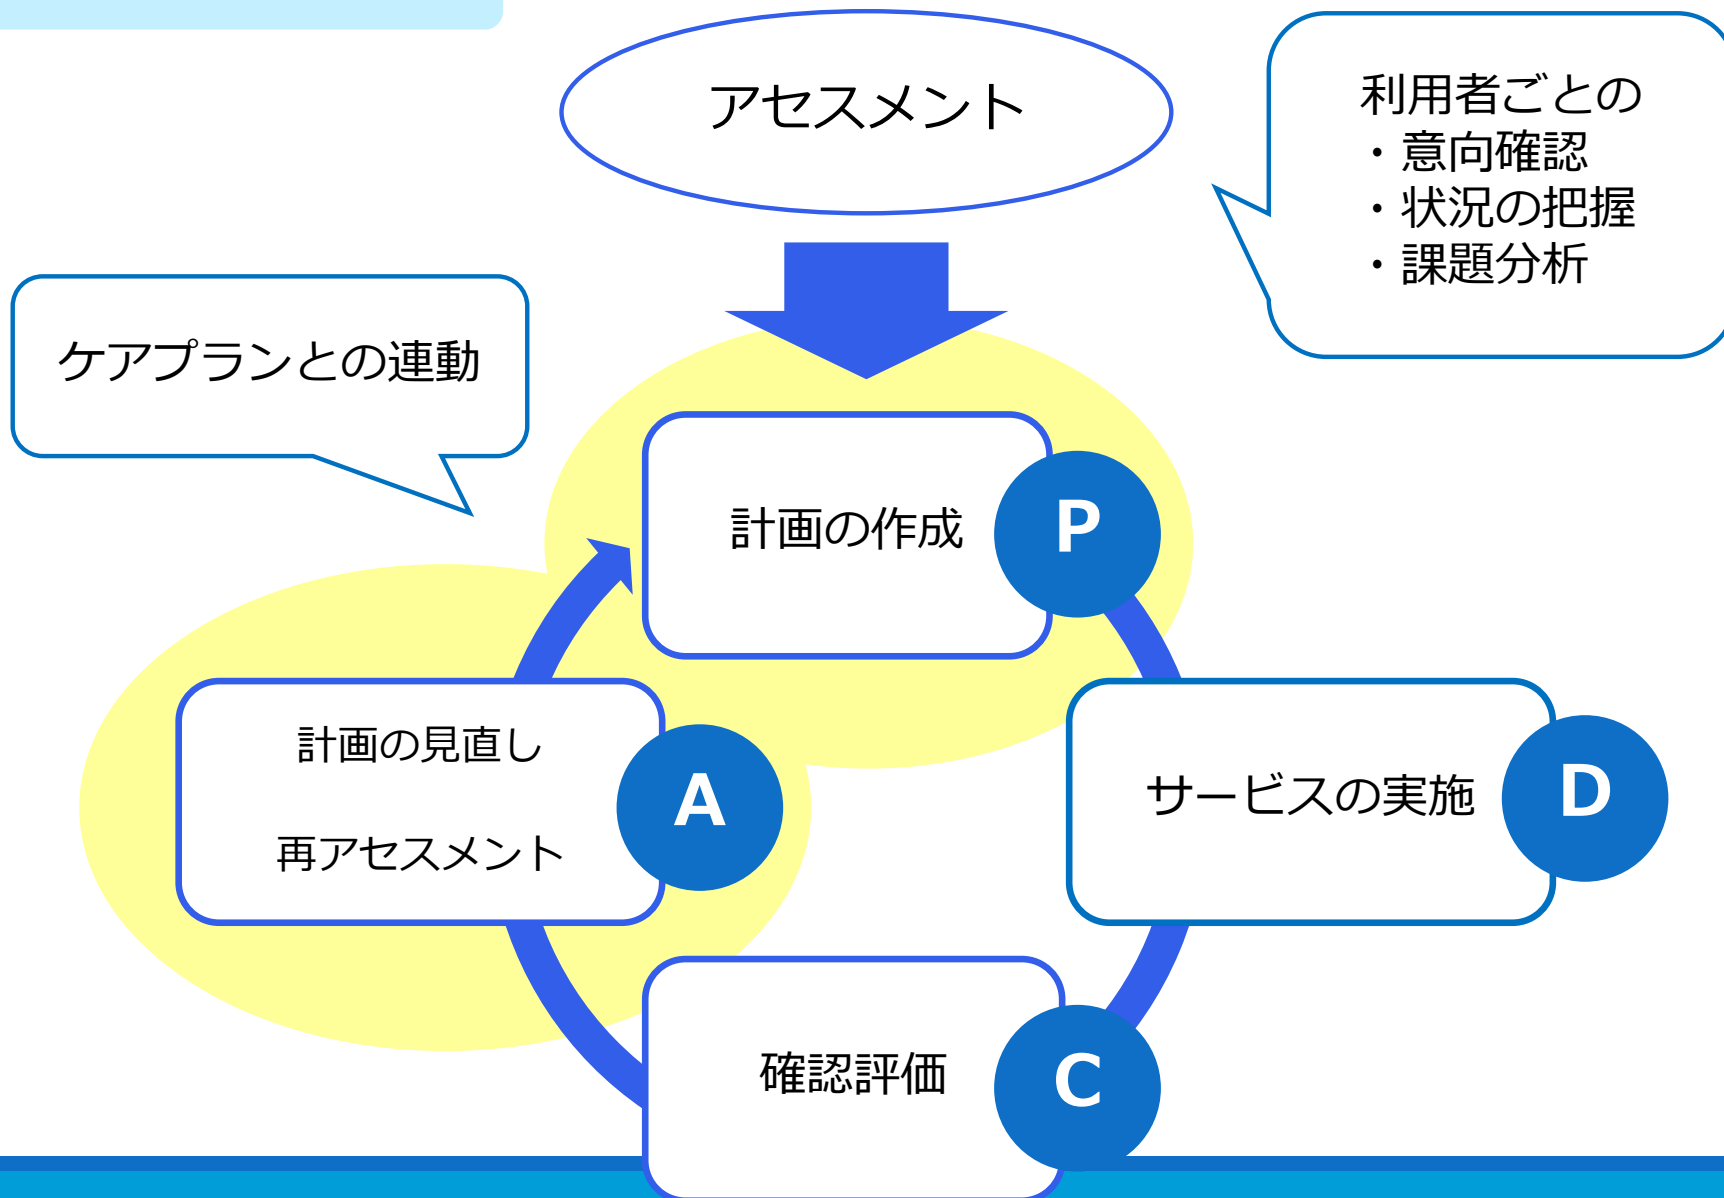 アセスメント
利用者ごとの
・意向確認
・状況の把握
・課題分析
ケアプランとの連動
計画の作成
P
計画の見直し
再アセスメント
A
サービスの実施
D
確認評価
C